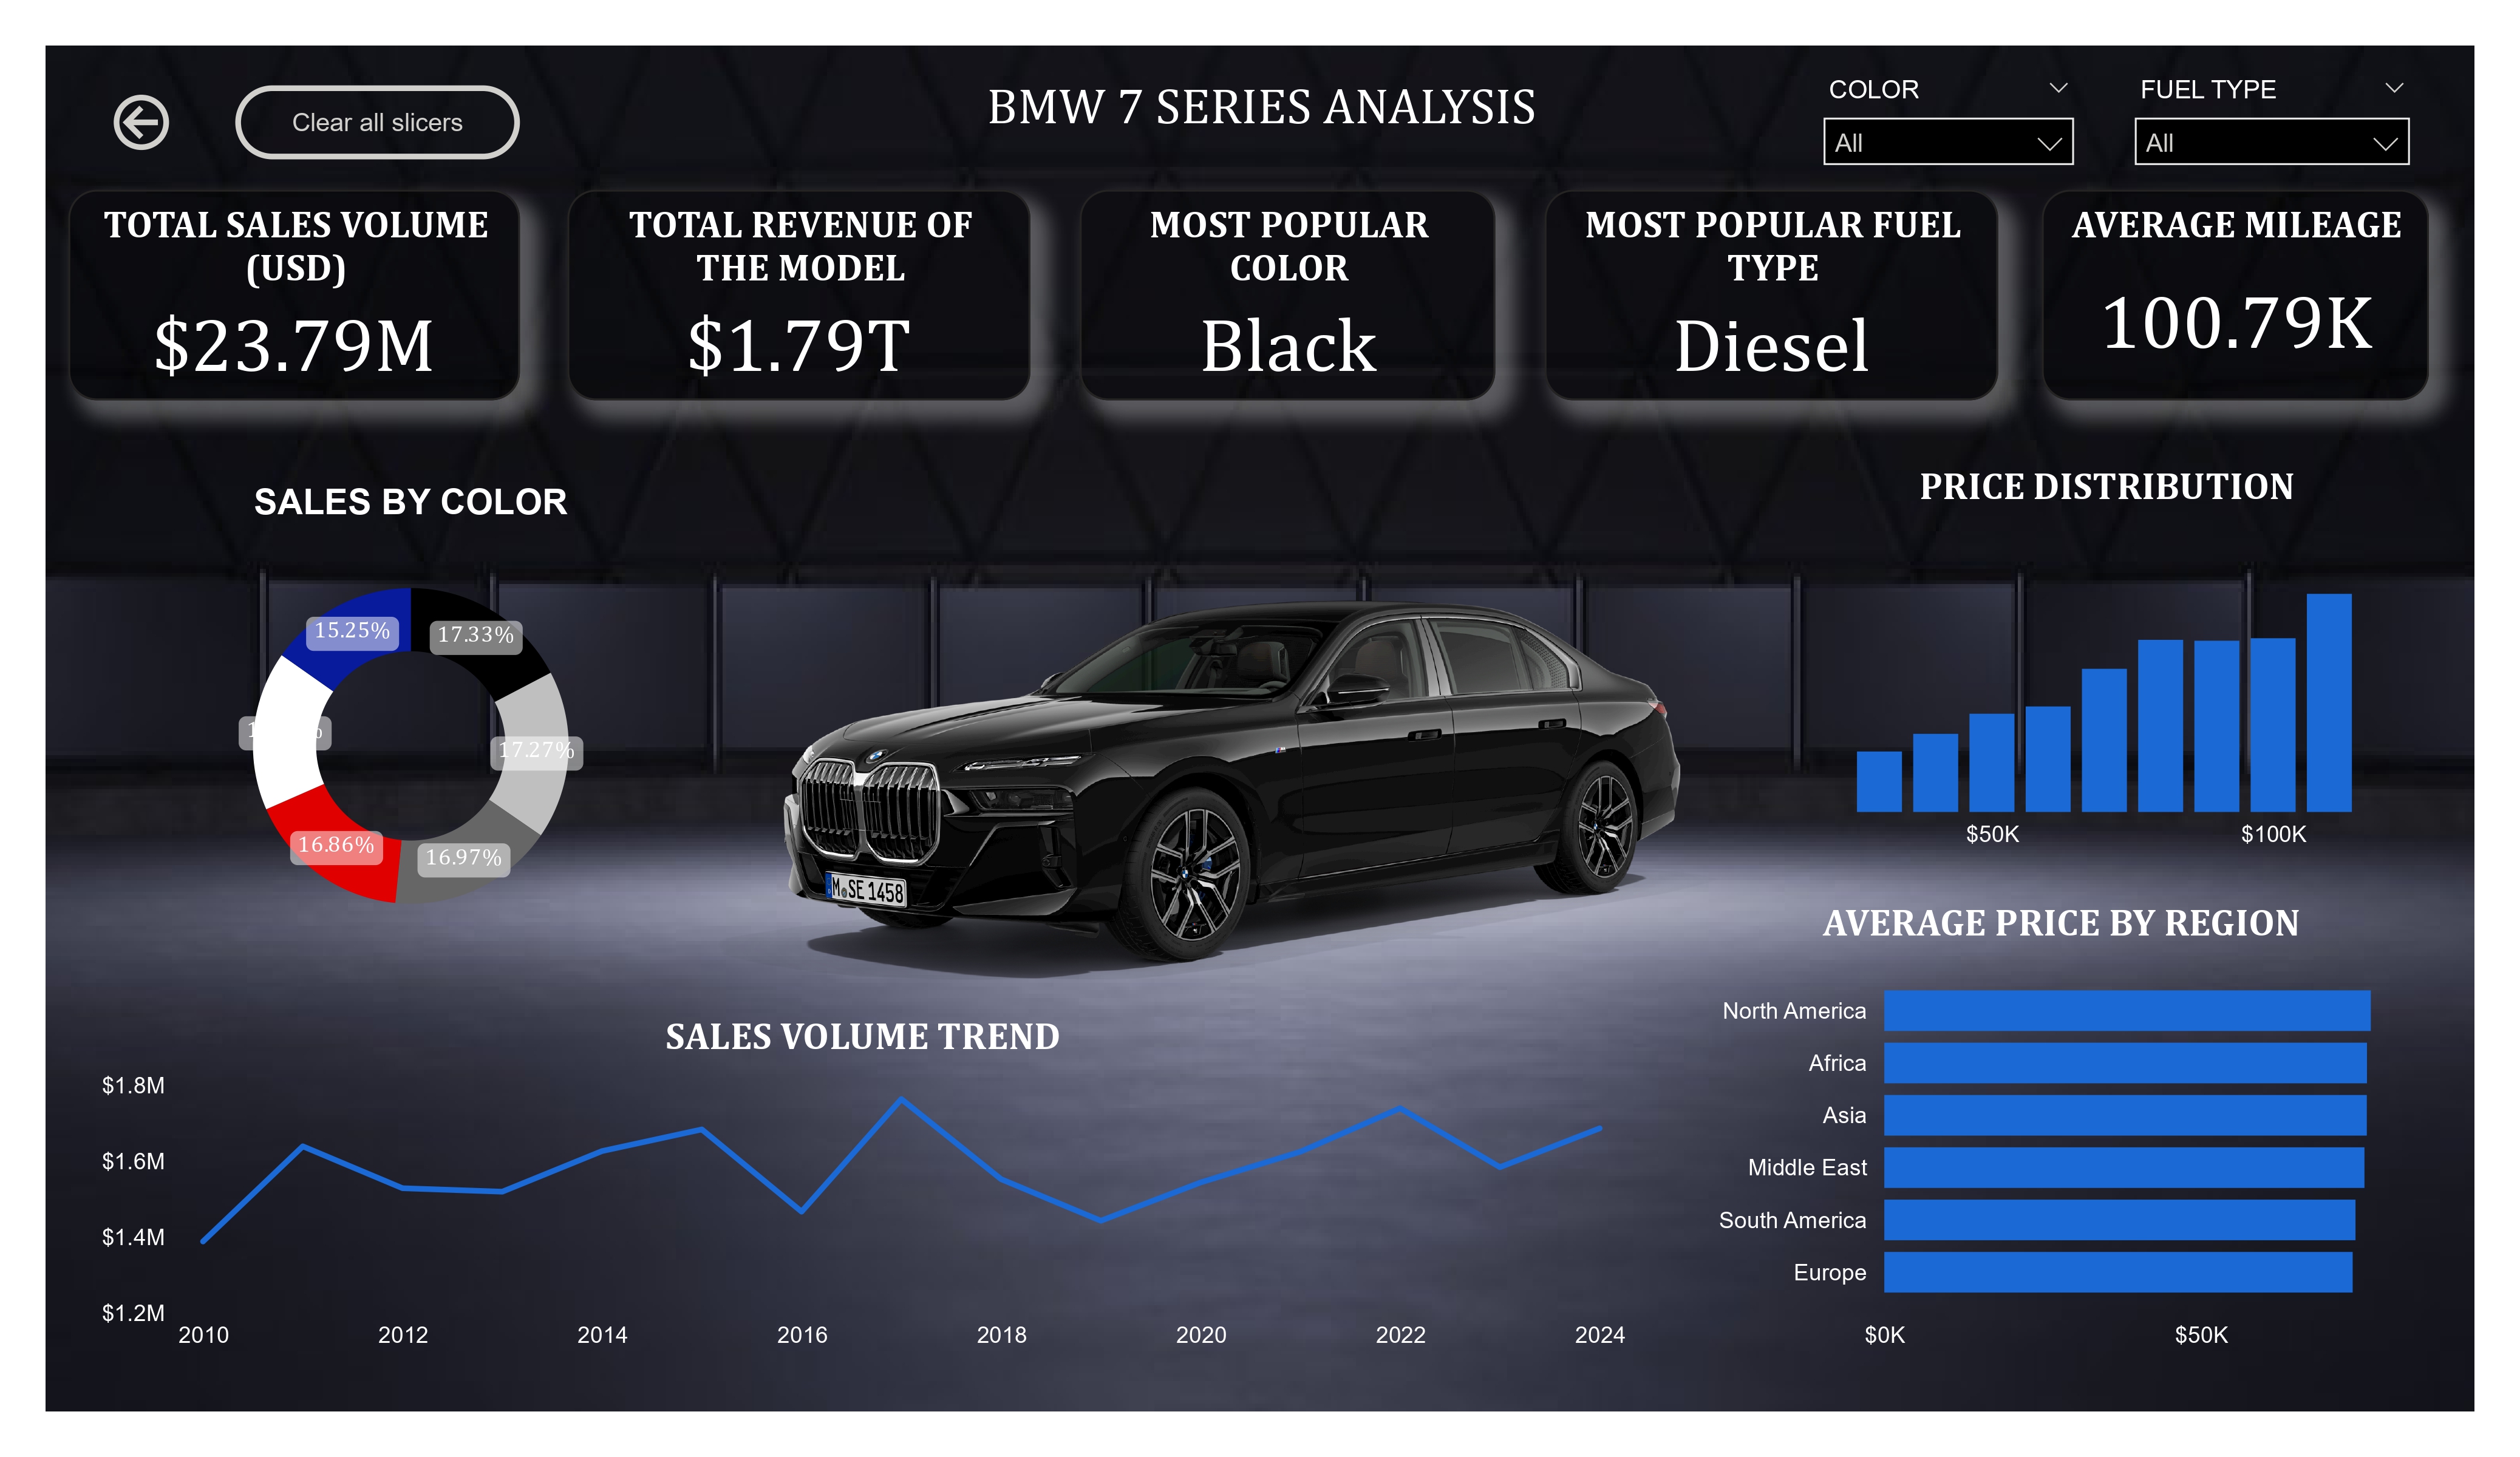 Clear all slicers
BMW 7 SERIES ANALYSIS
COLOR
All
FUEL TYPE
All
TOTAL SALES VOLUME
(USD)
$23.79M
TOTAL REVENUE OF
THE MODEL
$1.79T
MOST POPULAR
COLOR
Black
MOST POPULAR FUEL
TYPE
Diesel
AVERAGE MILEAGE
100.79K
SALES BY COLOR
15.25%
17.33%
17.27%
16.86%
16.97%
M SE 1458
PRICE DISTRIBUTION
$50K
$100K
AVERAGE PRICE BY REGION
North America
Africa
Asia
Middle East
South America
Europe
$0K
$50K
SALES VOLUME TREND
$1.8M
$1.6M
$1.4M
$1.2M
2010
2012
2014
2016
2018
2020
2022
2024